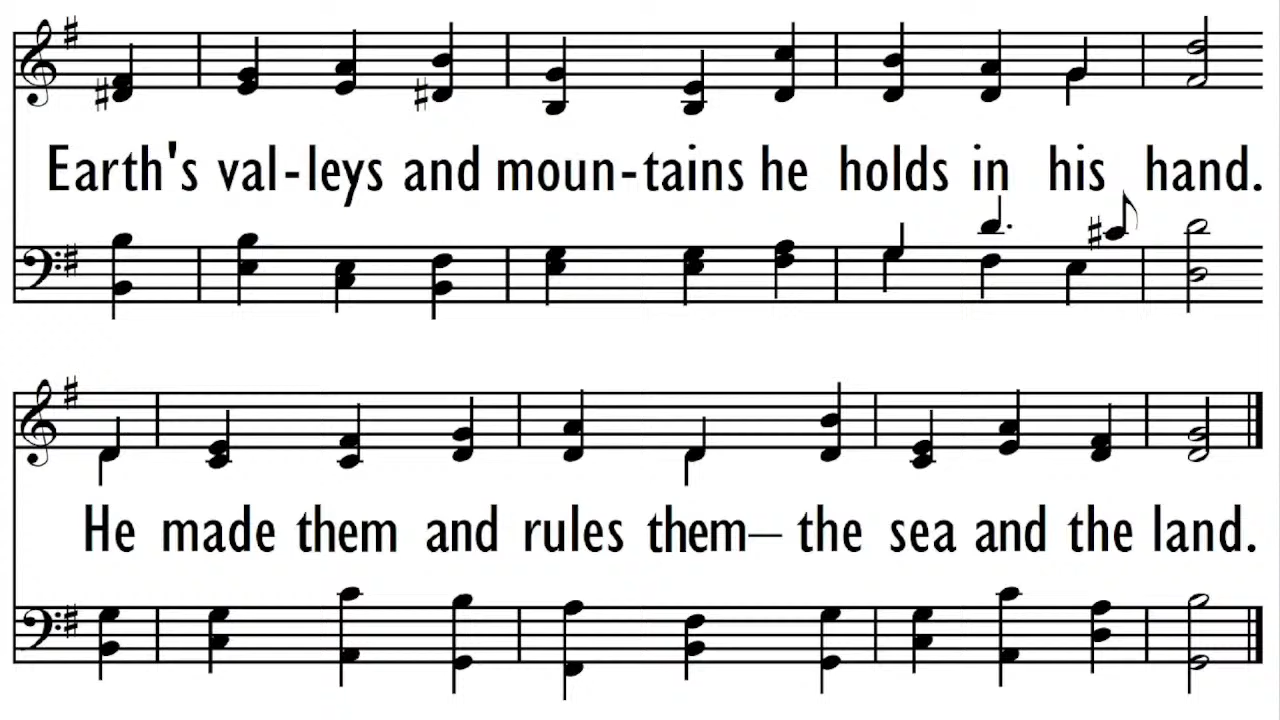 Earth's val-leys and moun-tains he holds in his hand.
He made them and rules them— the sea and the land.